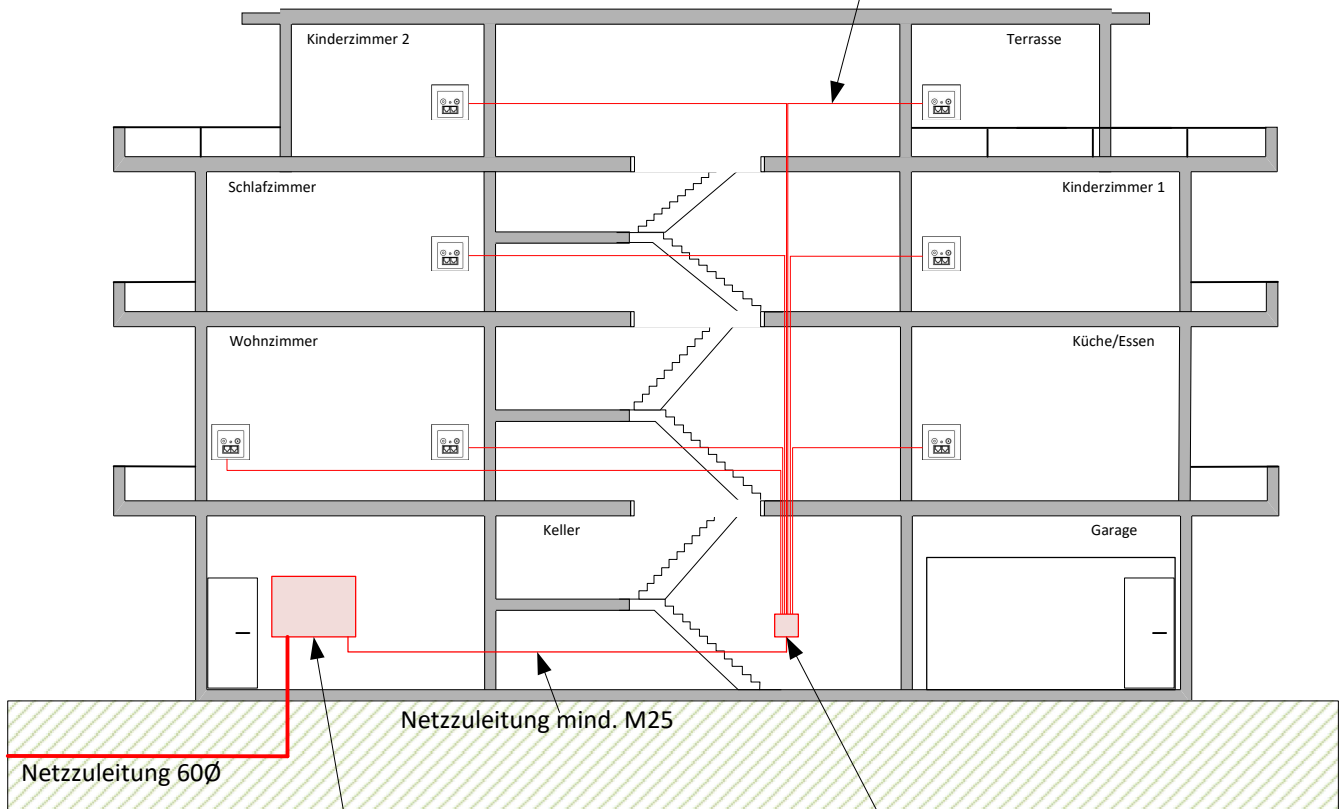 Kinderzimmer 2
Terrasse
Schlafzimmer
Kinderzimmer 1
Wohnzimmer
Küche/Essen
Keller
Garage
Netzzuleitung mind. M25
Netzzuleitung 60Ø